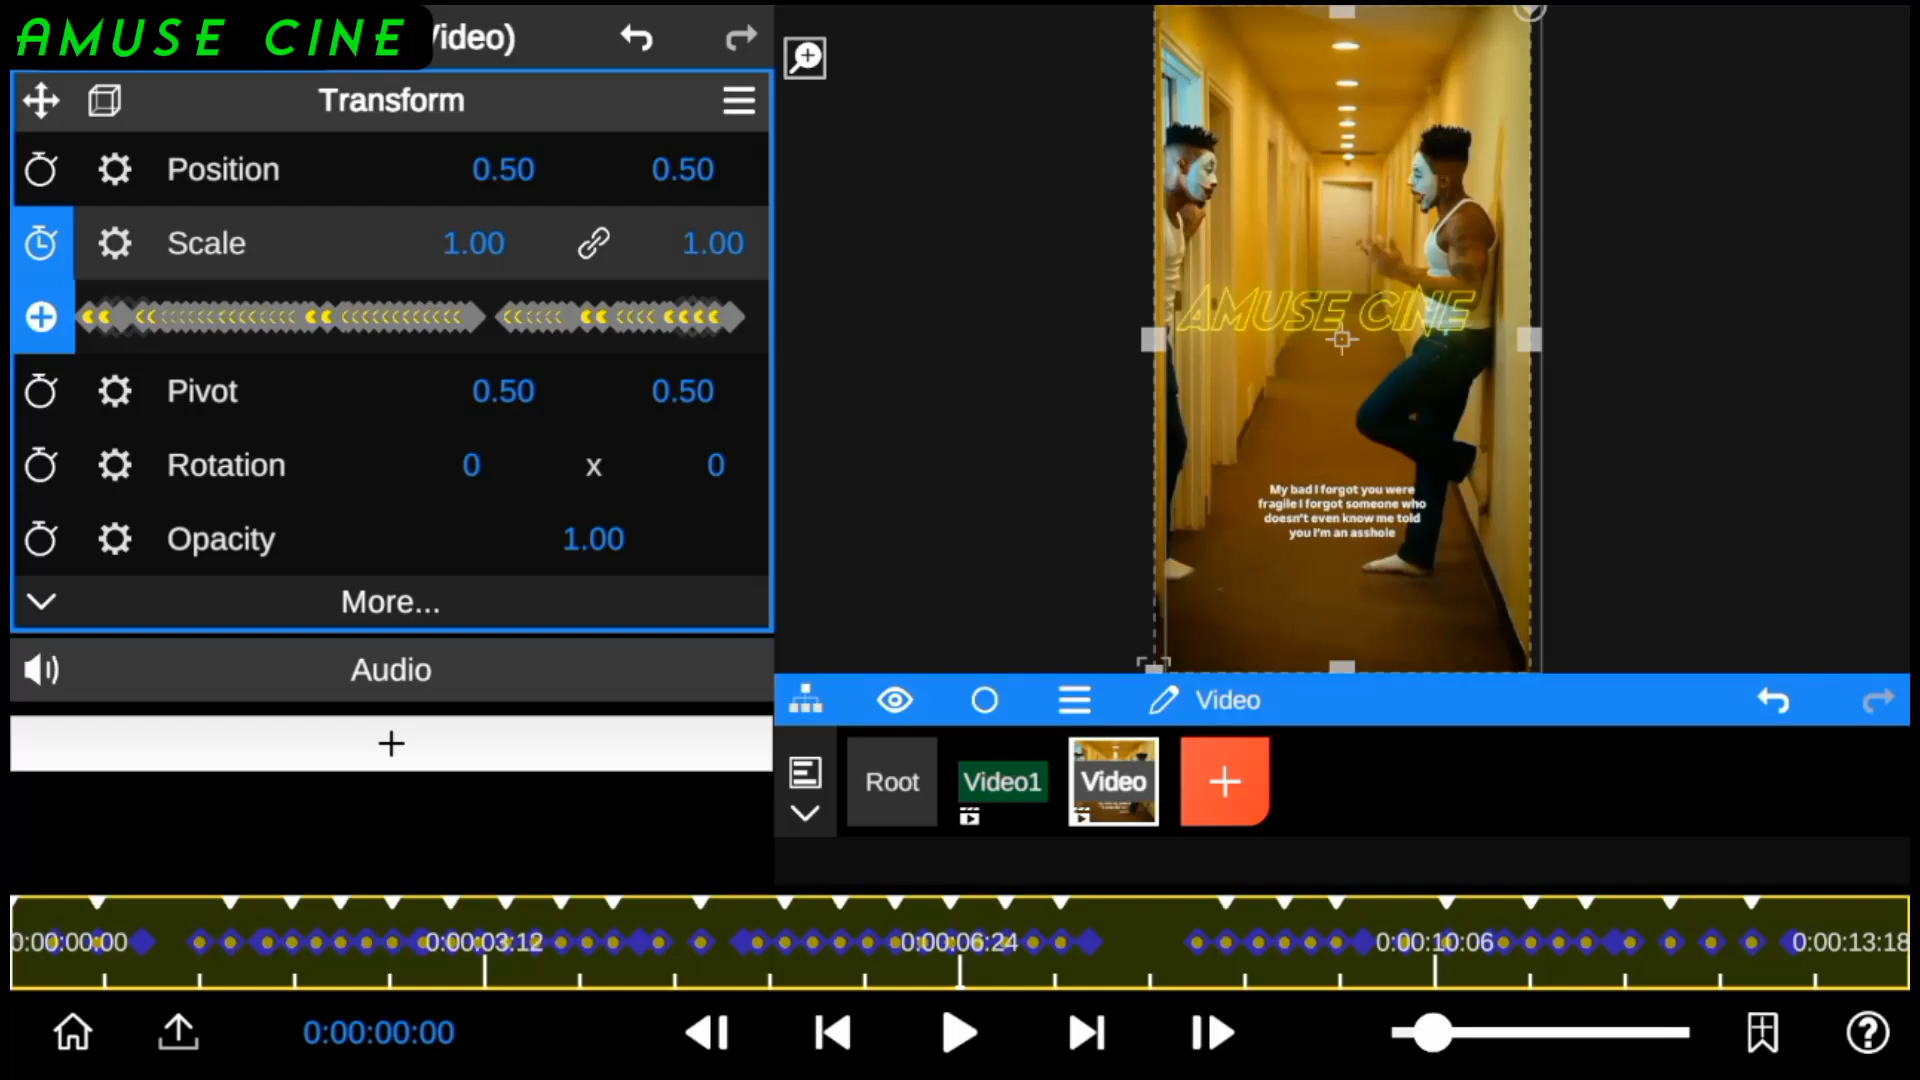 AMUSE CINE
Video)
Transform
Position 0.50 0.50
Scale 1.00 1.00
Pivot 0.50 0.50
Rotation 0 x 0
Opacity 1.00
More...
Audio
+
AMUSE CINE
My bad I forgot you were
fragile I forgot someone who
doesn't even know me told
you I'm an asshole
Video
Root
Video1
Video
+
0:00:00:00 0:00:03:12 0:00:06:24 0:00:10:06 0:00:13:18
0:00:00:00